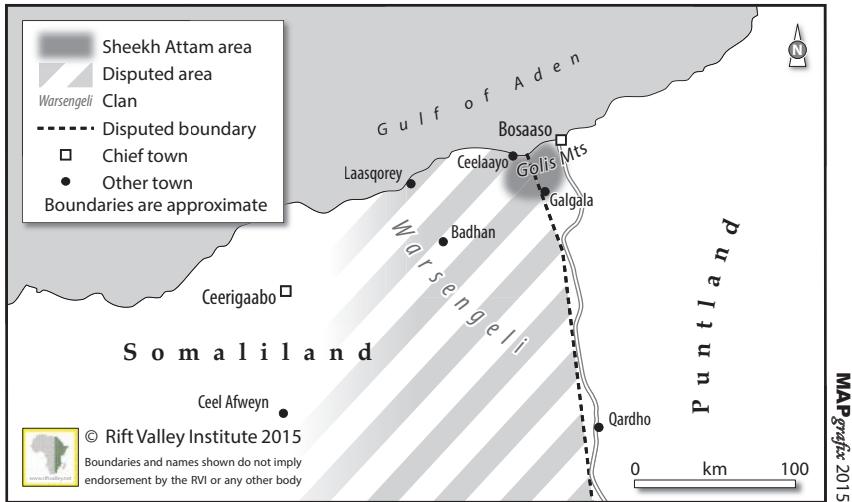 Sheekh Attam area
Disputed area
Warsengeli Clan
Disputed boundary
Chief town
Other town
Boundaries are approximate
N
Gulf of Aden
Bosaaso
Ceelaayo
Golis Mts
Laasqorey
Galgala
Badhan
Warsengeli
Ceerigaabo
Somaliland
Puntland
Ceel Afweyn
Qardho
© Rift Valley Institute 2015
Boundaries and names shown do not imply
endorsement by the RVI or any other body
www.riftvalley.net
0 km 100
MAPgrafix 2015